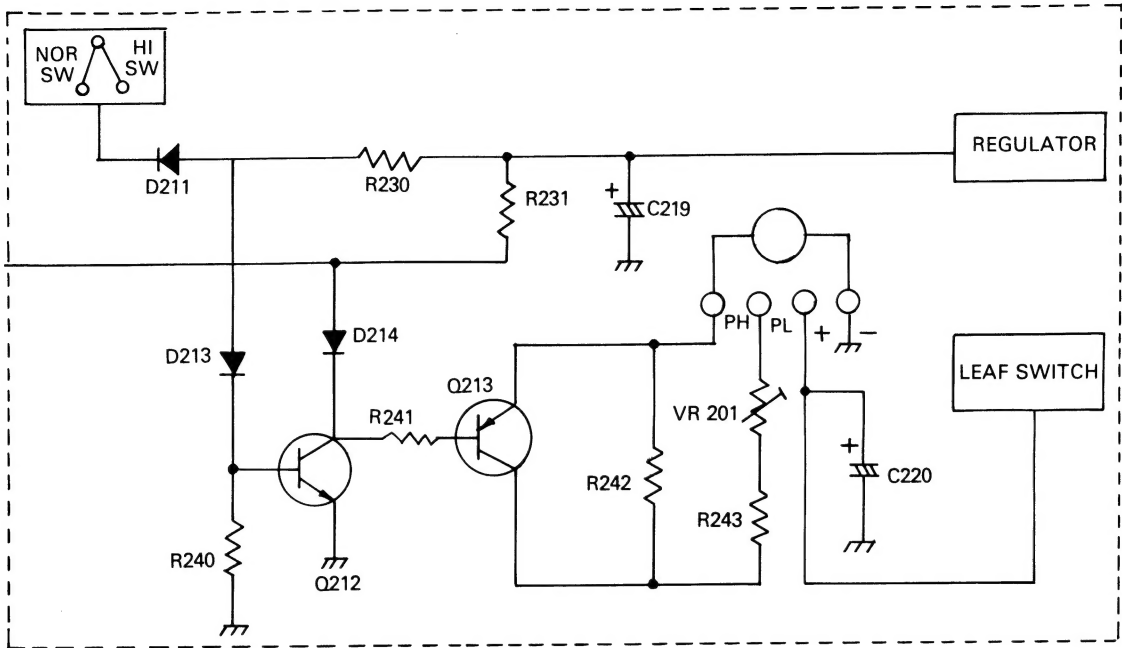 NOR SW
HI SW
REGULATOR
D211
R230
R231
+
C219
D213
D214
PH
PL
+
−
LEAF SWITCH
Q213
R241
VR 201
+
C220
R242
R243
R240
Q212